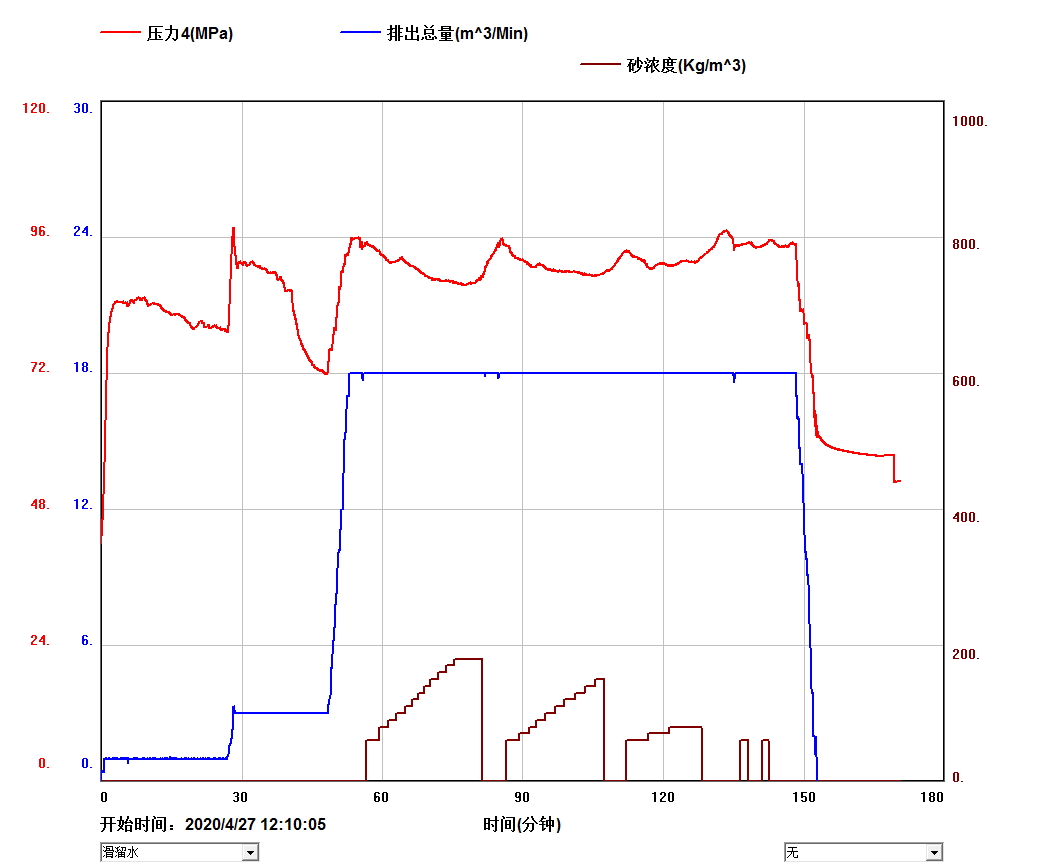 压力4(MPa) 排出总量(m^3/Min)
砂浓度(Kg/m^3)
120. 30. 1000.
96. 24. 800.
72. 18. 600.
48. 12. 400.
24. 6. 200.
0. 0. 0.
0 30 60 90 120 150 180
开始时间：2020/4/27 12:10:05 时间(分钟)
滑溜水 无